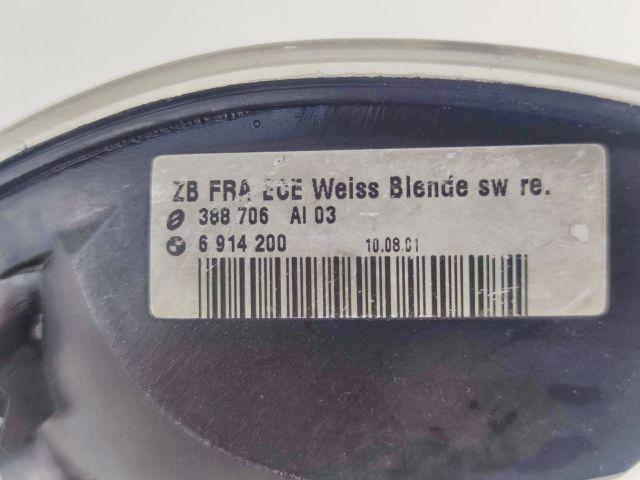 ZB FRA ECE Weiss Blende sw re.
388 706 AI 03
6 914 200 10.08.01